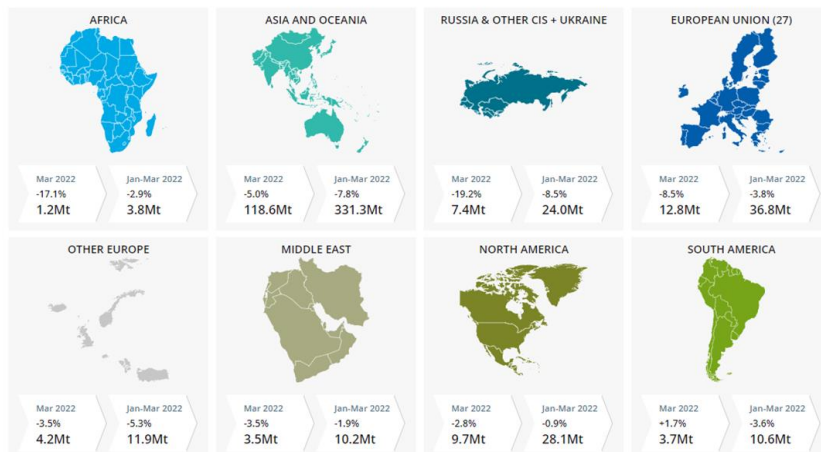 AFRICA
Mar 2022
-17.1%
1.2Mt
Jan-Mar 2022
-2.9%
3.8Mt
ASIA AND OCEANIA
Mar 2022
-5.0%
118.6Mt
Jan-Mar 2022
-7.8%
331.3Mt
RUSSIA & OTHER CIS + UKRAINE
Mar 2022
-19.2%
7.4Mt
Jan-Mar 2022
-8.5%
24.0Mt
EUROPEAN UNION (27)
Mar 2022
-8.5%
12.8Mt
Jan-Mar 2022
-3.8%
36.8Mt
OTHER EUROPE
Mar 2022
-3.5%
4.2Mt
Jan-Mar 2022
-5.3%
11.9Mt
MIDDLE EAST
Mar 2022
-3.5%
3.5Mt
Jan-Mar 2022
-1.9%
10.2Mt
NORTH AMERICA
Mar 2022
-2.8%
9.7Mt
Jan-Mar 2022
-0.9%
28.1Mt
SOUTH AMERICA
Mar 2022
+1.7%
3.7Mt
Jan-Mar 2022
-3.6%
10.6Mt